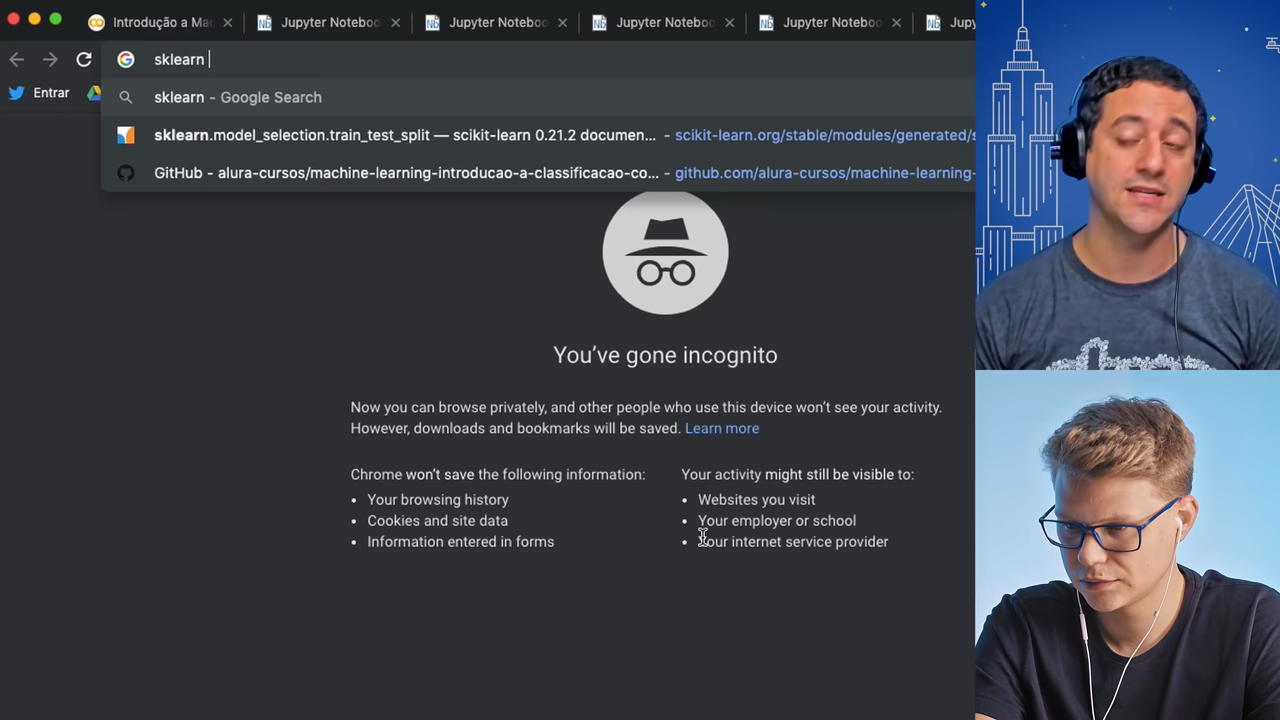 Introdução a Ma
Jupyter Noteboo
Jupyter Noteboo
Jupyter Noteboo
Jupyter Noteboo
Jupy
sklearn
Entrar
sklearn - Google Search
sklearn.model_selection.train_test_split — scikit-learn 0.21.2 documen... - scikit-learn.org/stable/modules/generated/s
GitHub - alura-cursos/machine-learning-introducao-a-classificacao-co... - github.com/alura-cursos/machine-learning-
You've gone incognito
Now you can browse privately, and other people who use this device won't see your activity.
However, downloads and bookmarks will be saved. Learn more
Chrome won't save the following information:
• Your browsing history
• Cookies and site data
• Information entered in forms
Your activity might still be visible to:
• Websites you visit
• Your employer or school
• Your internet service provider